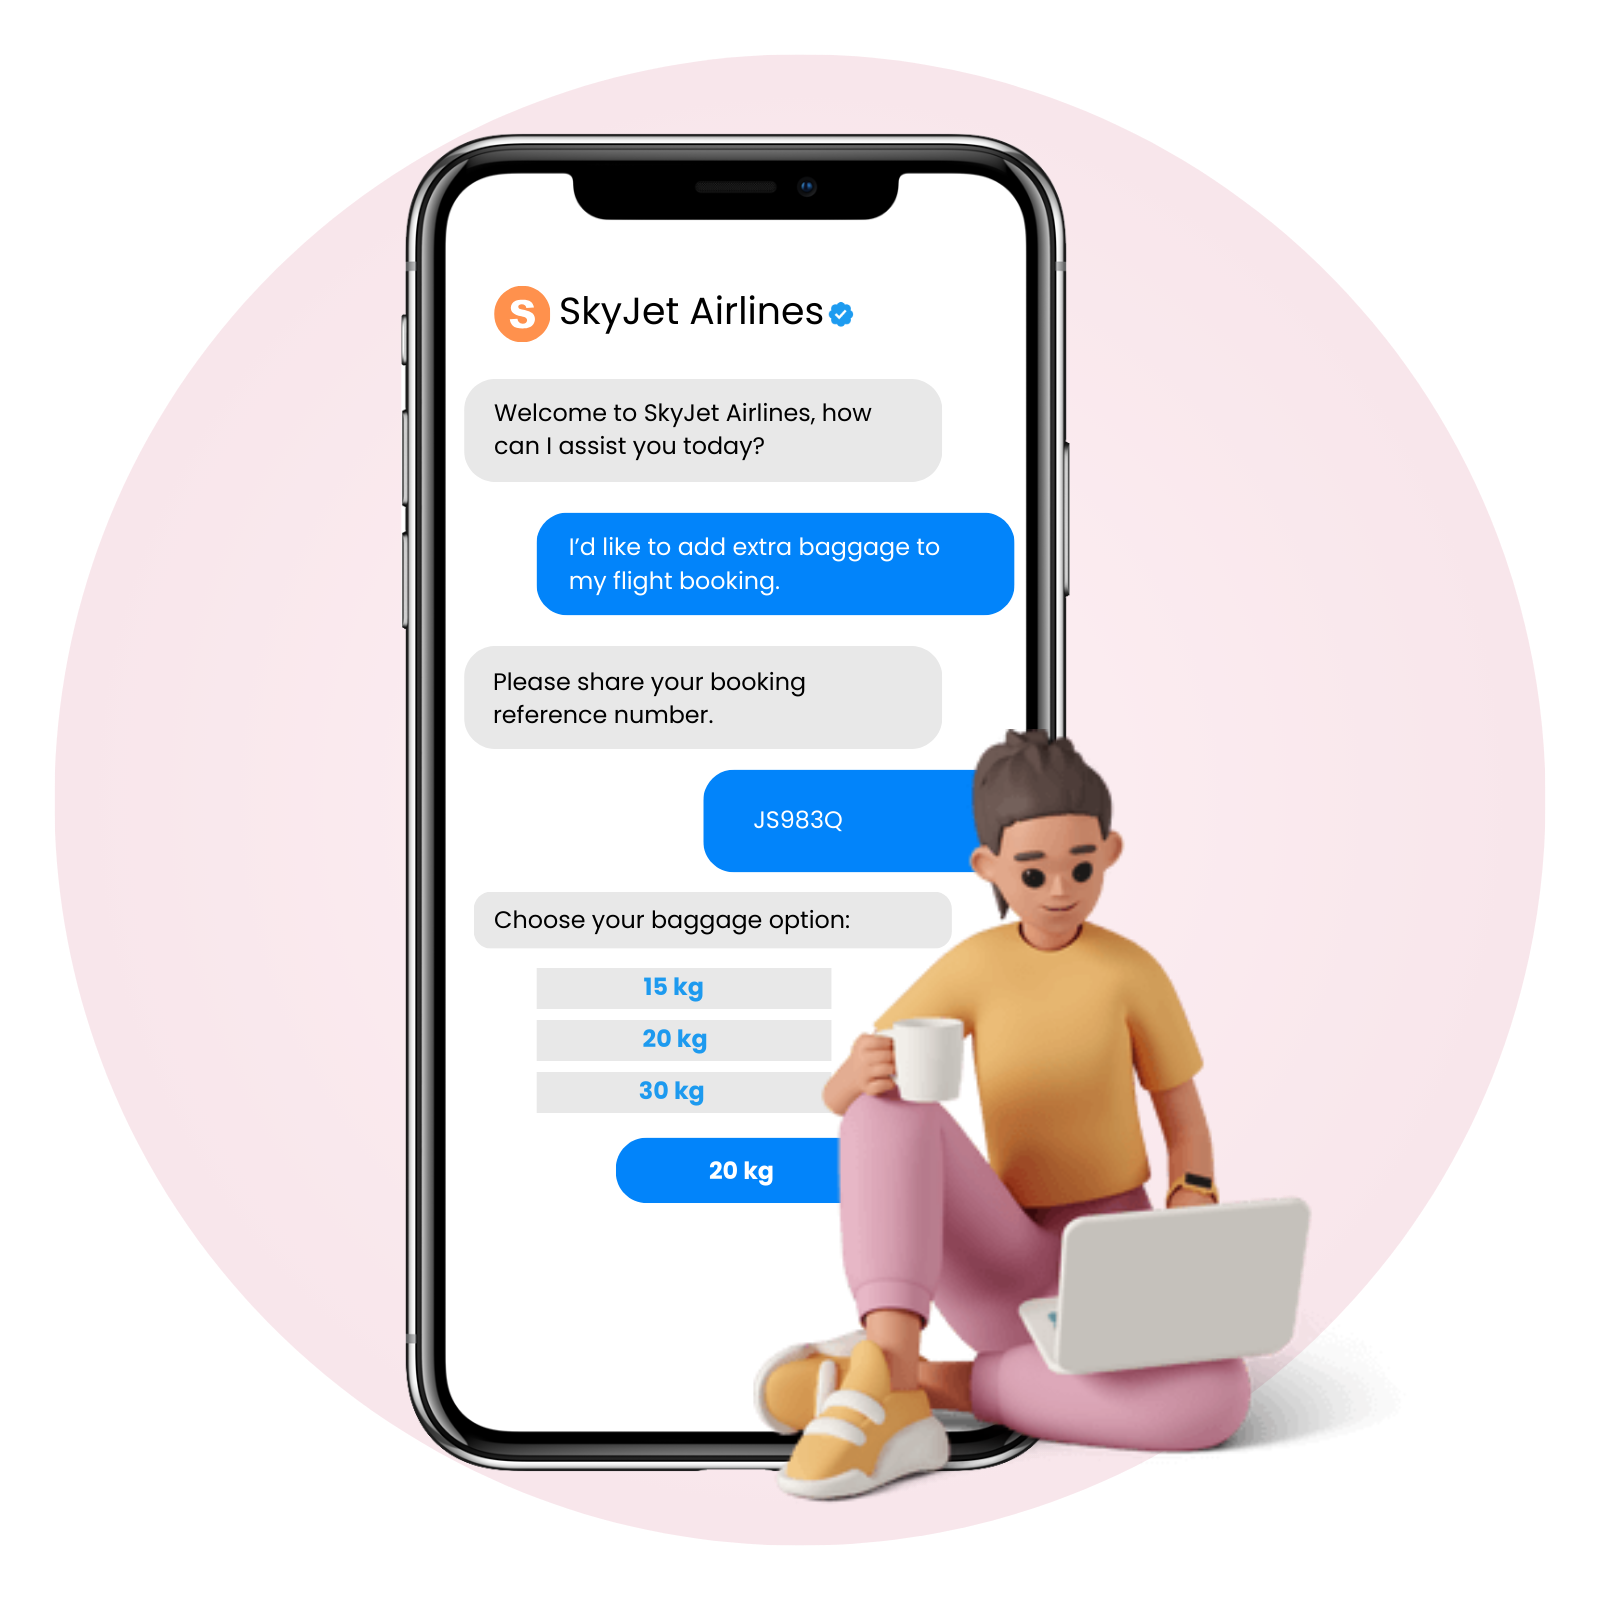 S SkyJet Airlines
Welcome to SkyJet Airlines, how
can I assist you today?
I’d like to add extra baggage to
my flight booking.
Please share your booking
reference number.
JS983Q
Choose your baggage option:
15 kg
20 kg
30 kg
20 kg